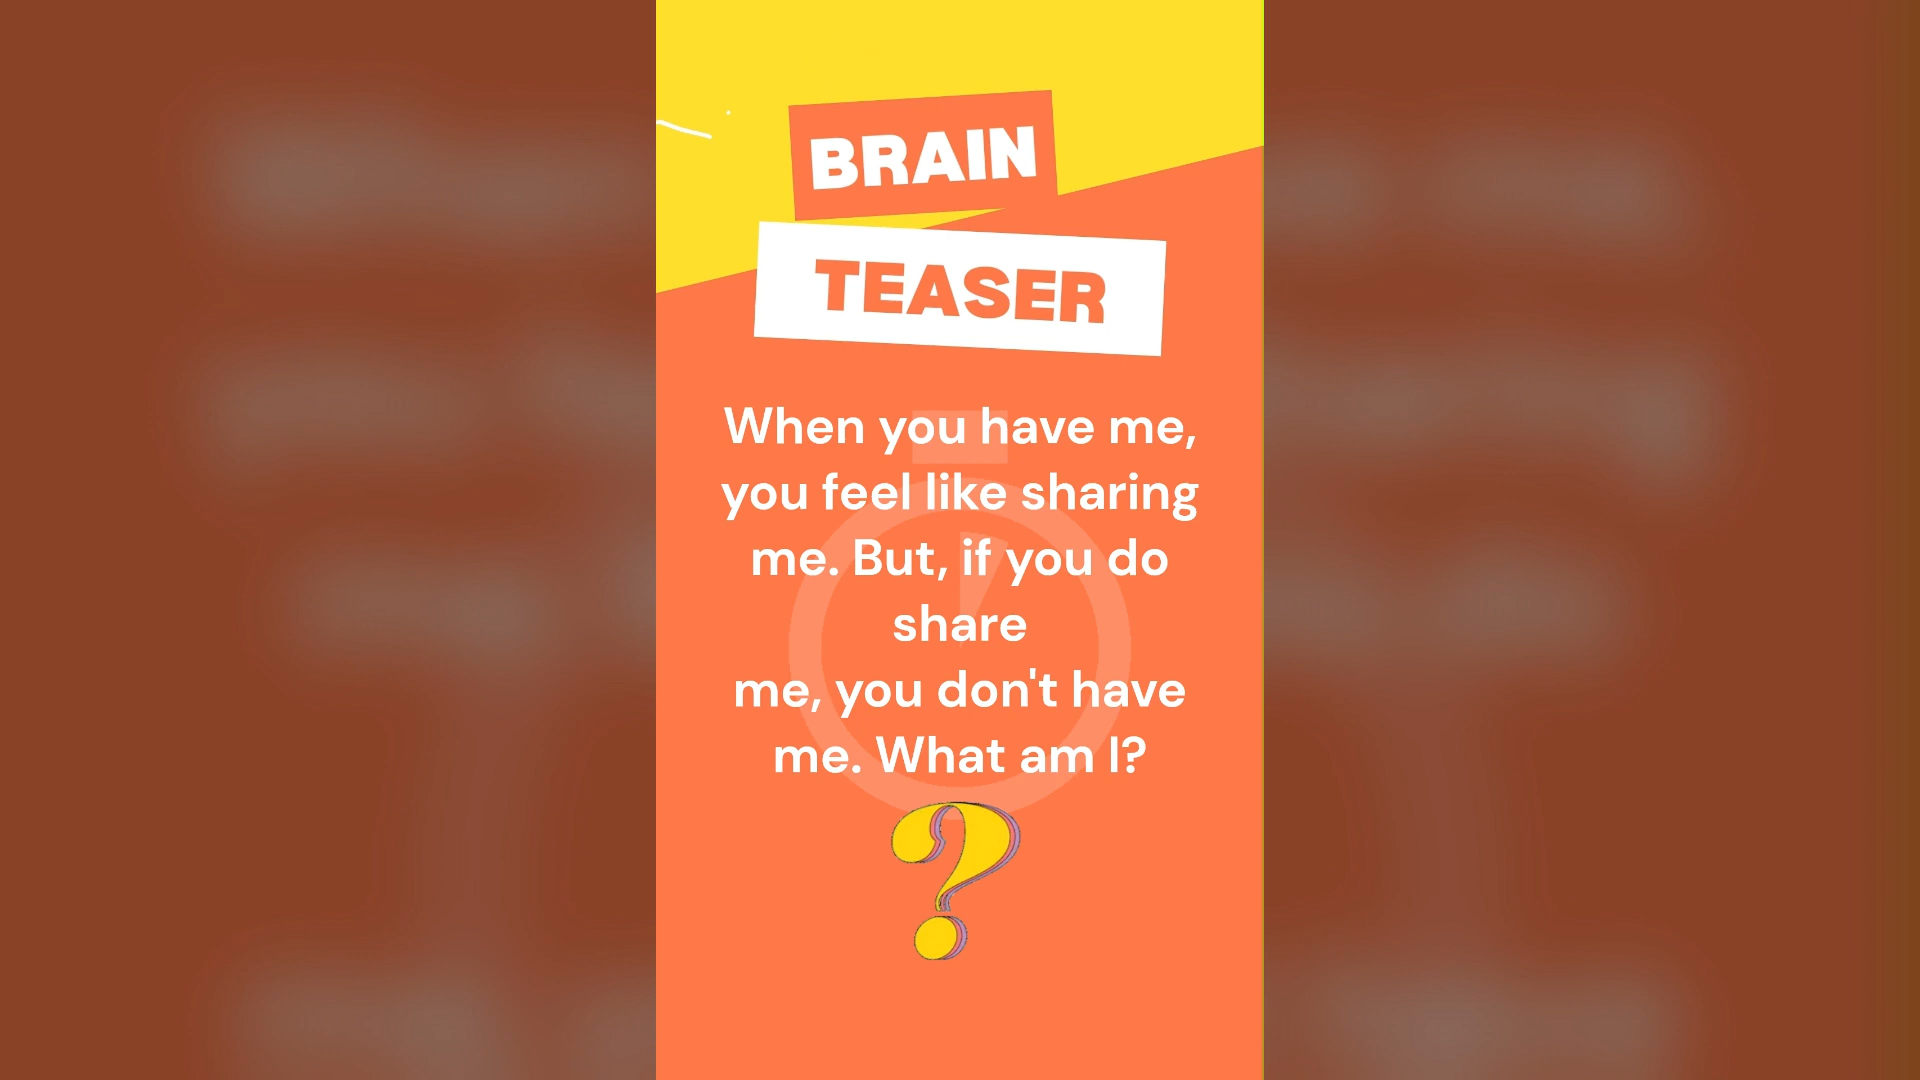 BRAIN
TEASER
When you have me,
you feel like sharing
me. But, if you do
share
me, you don't have
me. What am I?
?